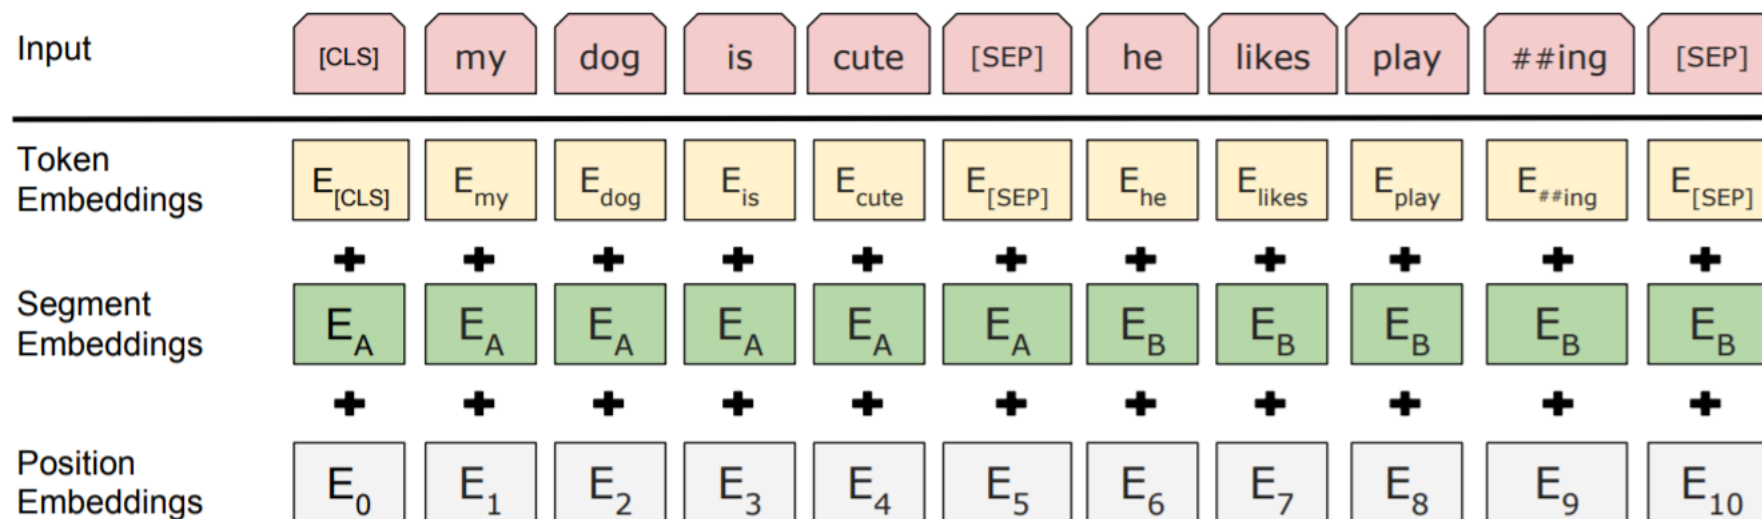 Input [CLS] my dog is cute [SEP] he likes play ##ing [SEP]
Token
Embeddings E[CLS] Emy Edog Eis Ecute E[SEP] Ehe Elikes Eplay E##ing E[SEP]
+ + + + + + + + + + +
Segment
Embeddings EA EA EA EA EA EA EB EB EB EB EB
+ + + + + + + + + + +
Position
Embeddings E0 E1 E2 E3 E4 E5 E6 E7 E8 E9 E10